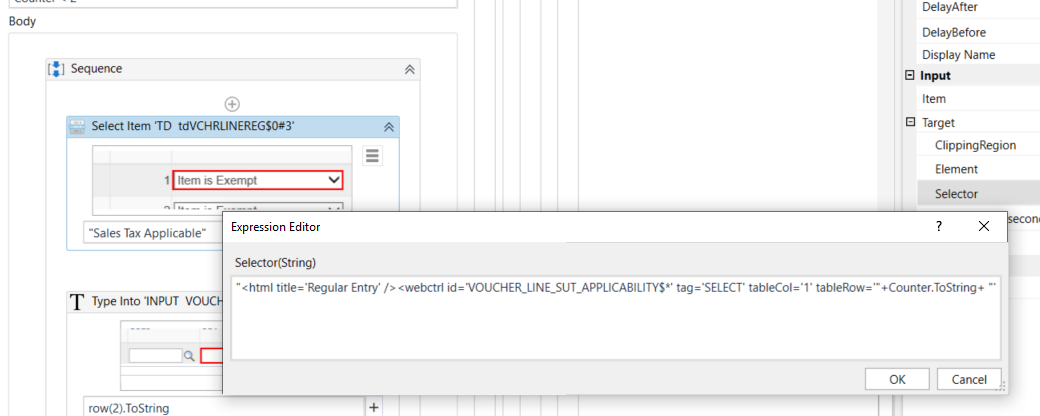 DelayAfter
Body
DelayBefore
Display Name
Sequence
Input
Item
Select Item 'TD tdVCHRLINEREG$0#3'
Target
ClippingRegion
Element
1 Item is Exempt
Selector
"Sales Tax Applicable"
Expression Editor
? 
Selector(String)
"<html title='Regular Entry' /><webctrl id='VOUCHER_LINE_SUT_APPLICABILITY$*' tag='SELECT' tableCol='1' tableRow='"+Counter.ToString+ "'
T Type Into 'INPUT VOUCH
OK
Cancel
row(2).ToString